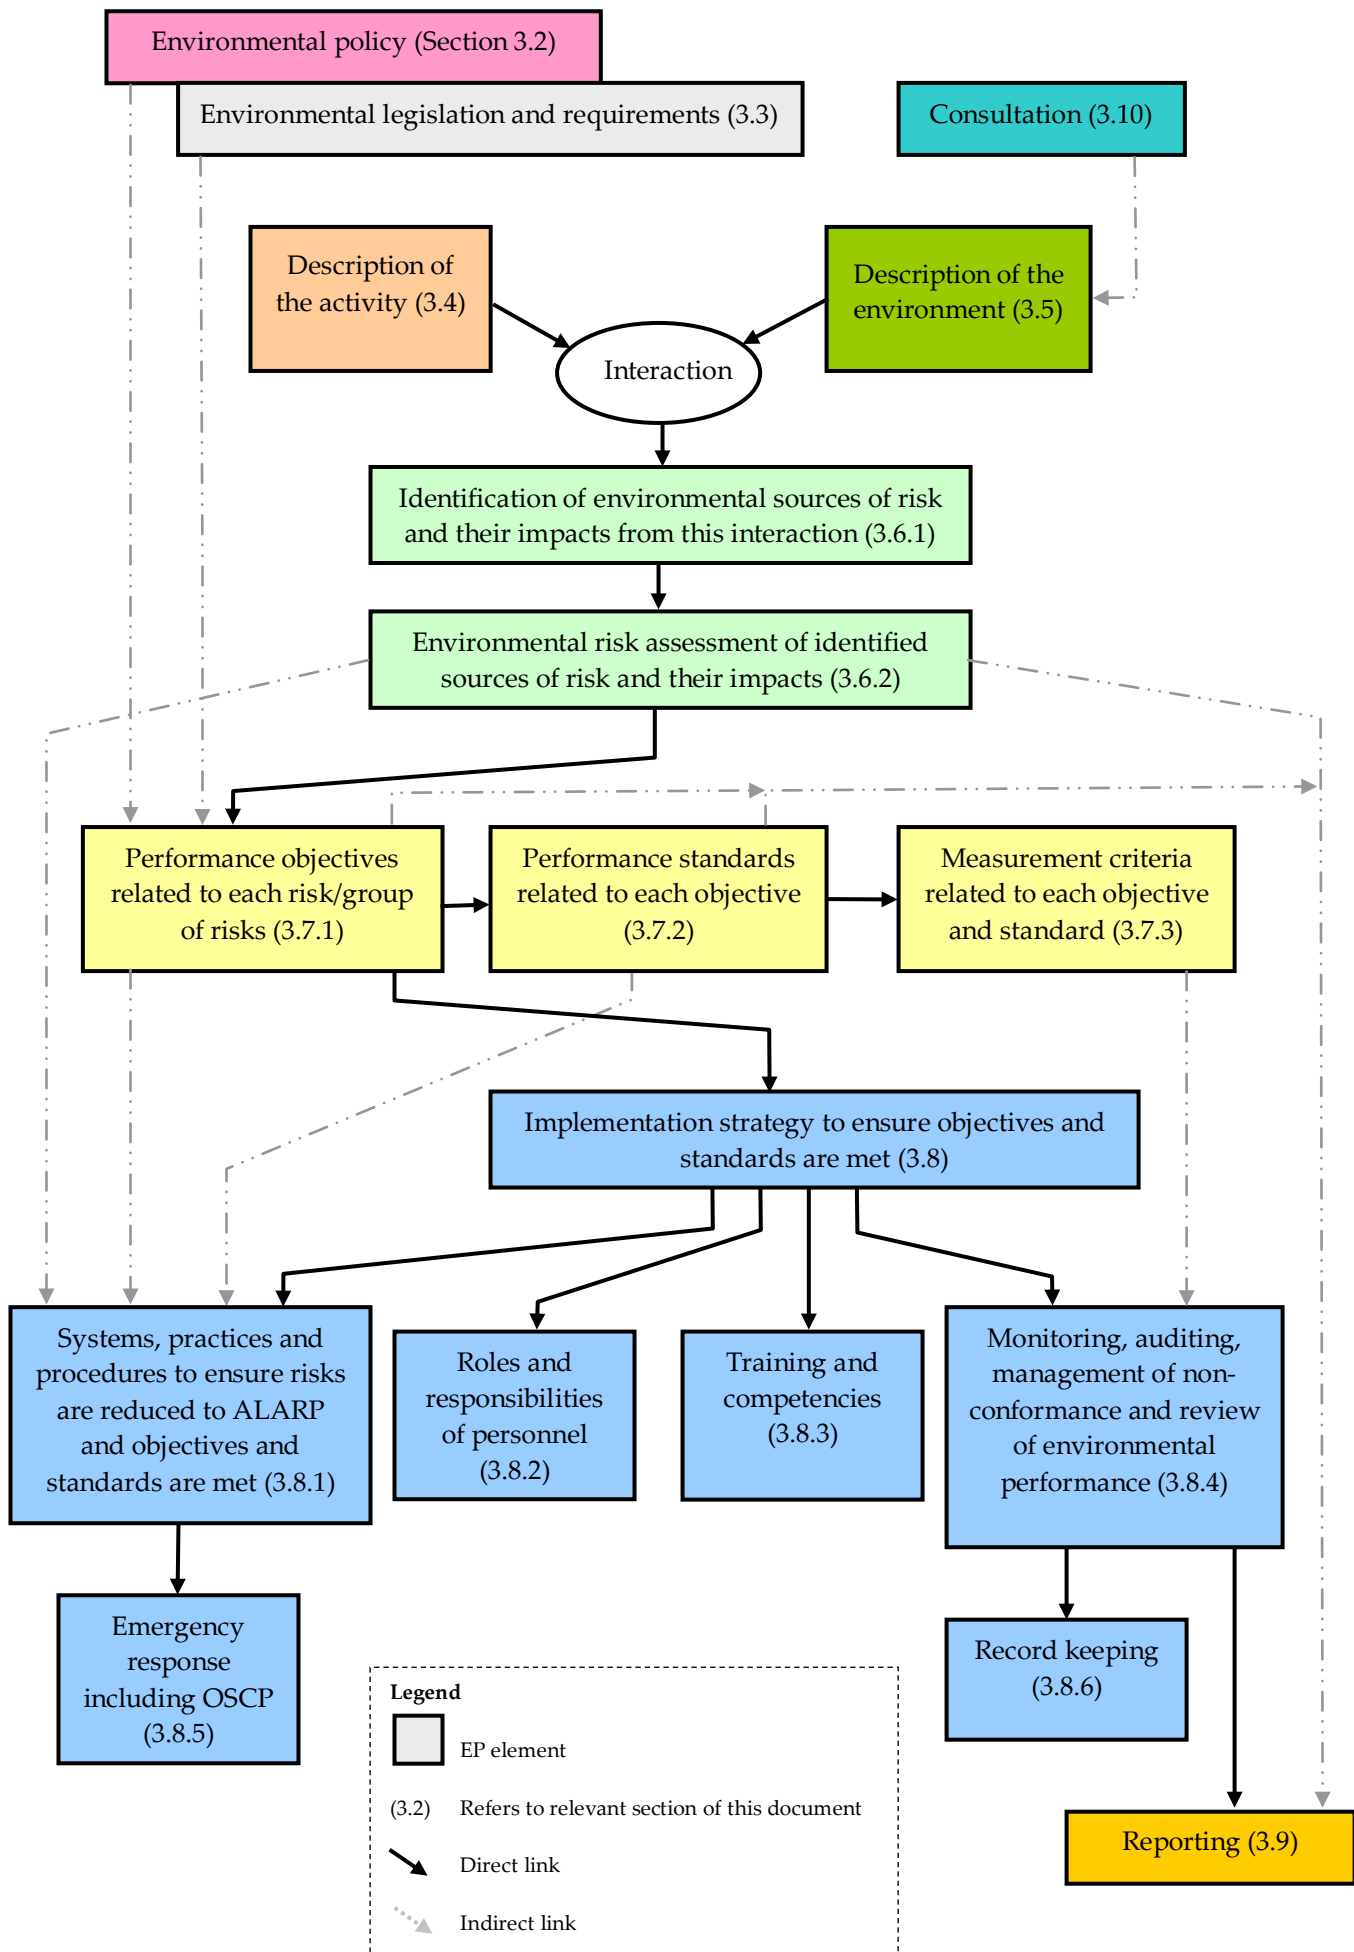 Environmental policy (Section 3.2)
Environmental legislation and requirements (3.3)
Consultation (3.10)
Description of
the activity (3.4)
Description of the
environment (3.5)
Interaction
Identification of environmental sources of risk
and their impacts from this interaction (3.6.1)
Environmental risk assessment of identified
sources of risk and their impacts (3.6.2)
Performance objectives
related to each risk/group
of risks (3.7.1)
Performance standards
related to each objective
(3.7.2)
Measurement criteria
related to each objective
and standard (3.7.3)
Implementation strategy to ensure objectives and
standards are met (3.8)
Systems, practices and
procedures to ensure risks
are reduced to ALARP
and objectives and
standards are met (3.8.1)
Roles and
responsibilities
of personnel
(3.8.2)
Training and
competencies
(3.8.3)
Monitoring, auditing,
management of non-
conformance and review
of environmental
performance (3.8.4)
Emergency
response
including OSCP
(3.8.5)
Record keeping
(3.8.6)
Reporting (3.9)
Legend
EP element
(3.2) Refers to relevant section of this document
Direct link
Indirect link